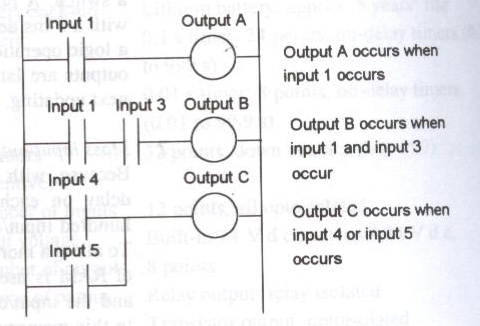 Input 1 Output A
Output A occurs when
input 1 occurs
Input 1 Input 3 Output B
Output B occurs when
input 1 and input 3
occur
Input 4 Output C
Output C occurs when
input 4 or input 5
occurs
Input 5